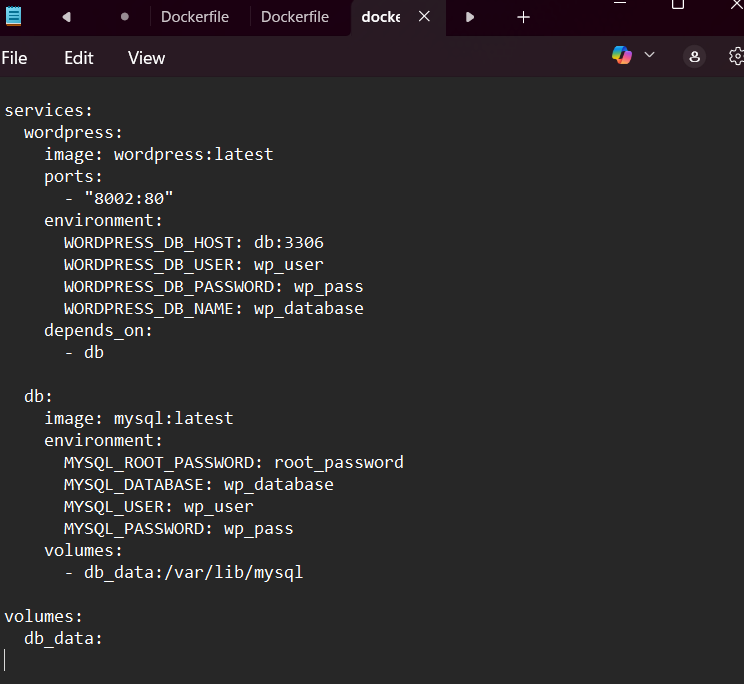 Dockerfile
Dockerfile
docke
File
Edit
View
services:
  wordpress:
    image: wordpress:latest
    ports:
      - "8002:80"
    environment:
      WORDPRESS_DB_HOST: db:3306
      WORDPRESS_DB_USER: wp_user
      WORDPRESS_DB_PASSWORD: wp_pass
      WORDPRESS_DB_NAME: wp_database
    depends_on:
      - db
  db:
    image: mysql:latest
    environment:
      MYSQL_ROOT_PASSWORD: root_password
      MYSQL_DATABASE: wp_database
      MYSQL_USER: wp_user
      MYSQL_PASSWORD: wp_pass
    volumes:
      - db_data:/var/lib/mysql
volumes:
  db_data: